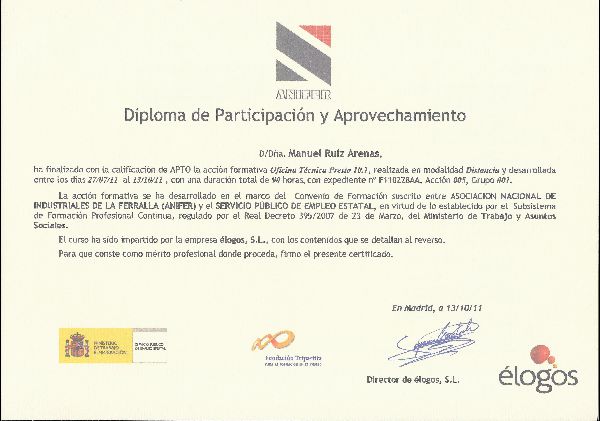 ANIFER
Diploma de Participación y Aprovechamiento
D/Dña. Manuel Ruiz Arenas,
ha finalizado con la calificación de APTO la acción formativa Oficina Técnica Presto 10.1, realizada en modalidad Distancia y desarrollada
entre los días 27/07/11 al 13/10/11 , con una duración total de 90 horas, con expediente nº F110228AA, Acción 005, Grupo 001.
La acción formativa se ha desarrollado en el marco del Convenio de Formación suscrito entre ASOCIACION NACIONAL DE
INDUSTRIALES DE LA FERRALLA (ANIFER) y el SERVICIO PÚBLICO DE EMPLEO ESTATAL, en virtud de lo establecido por el Subsistema
de Formación Profesional Continua, regulado por el Real Decreto 395/2007 de 23 de Marzo, del Ministerio de Trabajo y Asuntos
Sociales.
El curso ha sido impartido por la empresa élogos, S.L., con los contenidos que se detallan al reverso.
Para que conste como mérito profesional donde proceda, firmo el presente certificado.
En Madrid, a 13/10/11
MINISTERIO
DE TRABAJO
E INMIGRACIÓN
SERVICIO PÚBLICO
DE EMPLEO ESTATAL
Fundación Tripartita
PARA LA FORMACIÓN EN EL EMPLEO
Director de élogos, S.L.
élogos